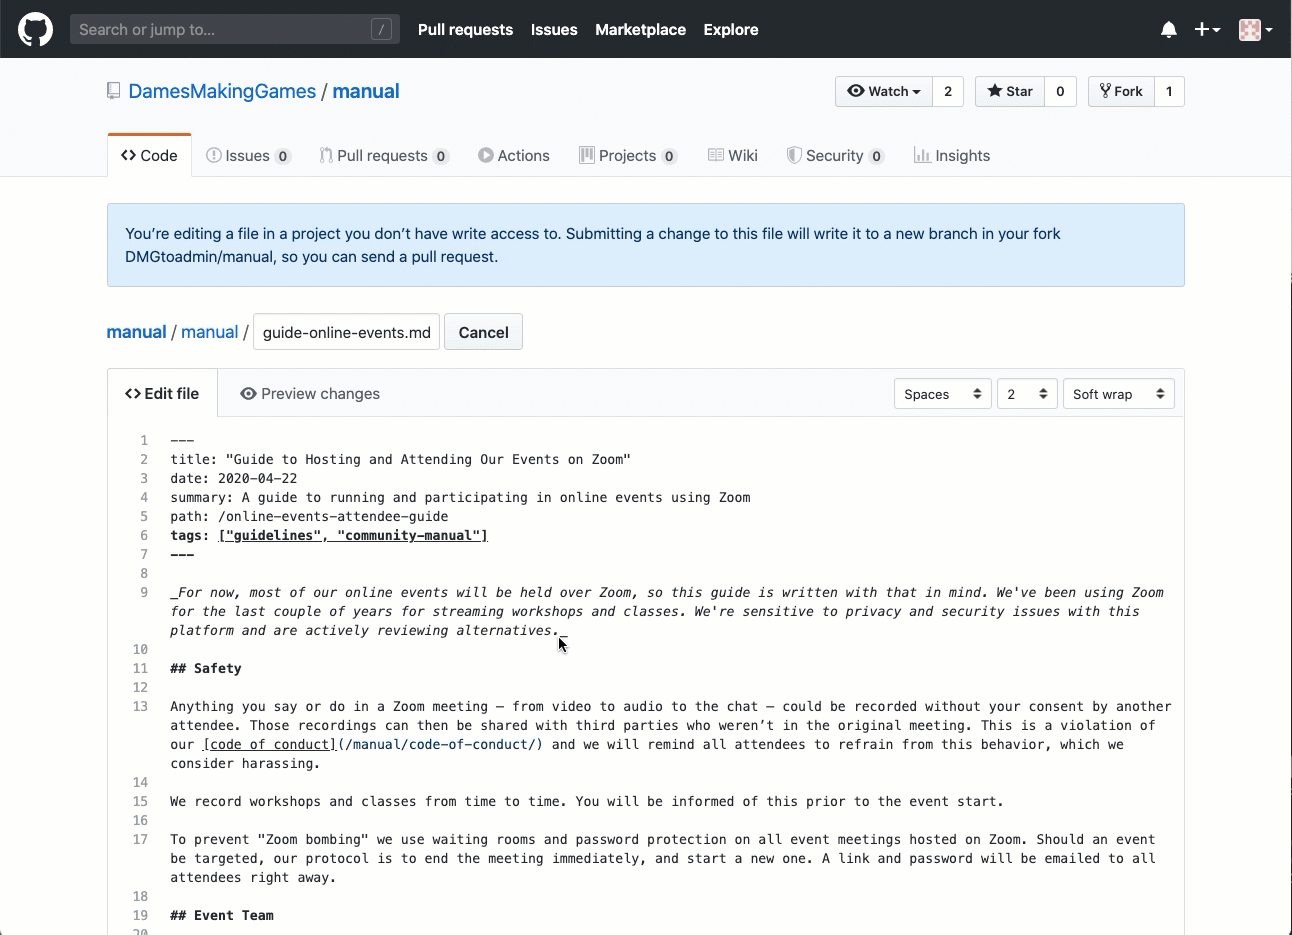 Search or jump to... / Pull requests Issues Marketplace Explore
DamesMakingGames / manual Watch 2 Star 0 Fork 1
Code Issues 0 Pull requests 0 Actions Projects 0 Wiki Security 0 Insights
You’re editing a file in a project you don’t have write access to. Submitting a change to this file will write it to a new branch in your fork
DMGtoadmin/manual, so you can send a pull request.
manual / manual / guide-online-events.md Cancel
<> Edit file Preview changes Spaces 2 Soft wrap
1 ---
2 title: "Guide to Hosting and Attending Our Events on Zoom"
3 date: 2020-04-22
4 summary: A guide to running and participating in online events using Zoom
5 path: /online-events-attendee-guide
6 tags: ["guidelines", "community-manual"]
7 ---
8
9 _For now, most of our online events will be held over Zoom, so this guide is written with that in mind. We've been using Zoom
for the last couple of years for streaming workshops and classes. We're sensitive to privacy and security issues with this
platform and are actively reviewing alternatives._
10
11 ## Safety
12
13 Anything you say or do in a Zoom meeting – from video to audio to the chat – could be recorded without your consent by another
attendee. Those recordings can then be shared with third parties who weren’t in the original meeting. This is a violation of
our [code of conduct](/manual/code-of-conduct/) and we will remind all attendees to refrain from this behavior, which we
consider harassing.
14
15 We record workshops and classes from time to time. You will be informed of this prior to the event start.
16
17 To prevent "Zoom bombing" we use waiting rooms and password protection on all event meetings hosted on Zoom. Should an event
be targeted, our protocol is to end the meeting immediately, and start a new one. A link and password will be emailed to all
attendees right away.
18
19 ## Event Team
20